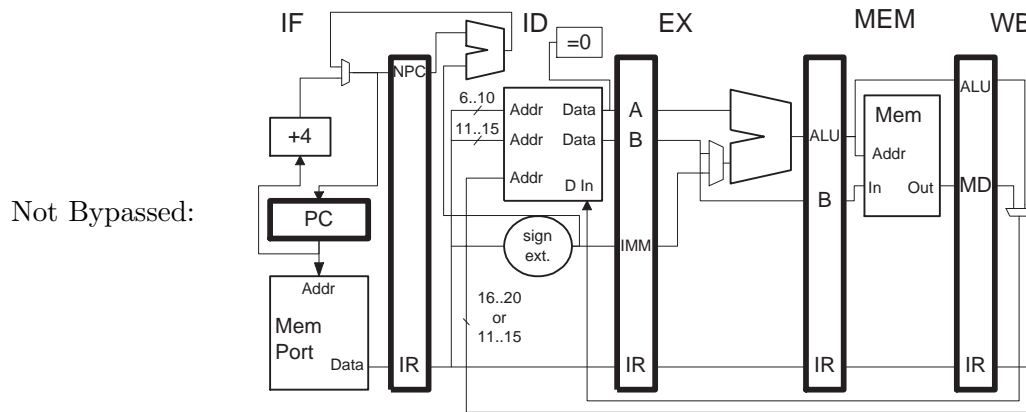 IF
ID
EX
MEM
WB
=0
NPC
6..10
11..15
Addr
Data
Addr
Data
Addr
D In
A
B
ALU
Mem
Addr
In
Out
ALU
MD
B
+4
Not Bypassed:
PC
sign
ext.
IMM
Addr
Mem
Port
Data
16..20
or
11..15
IR
IR
IR
IR